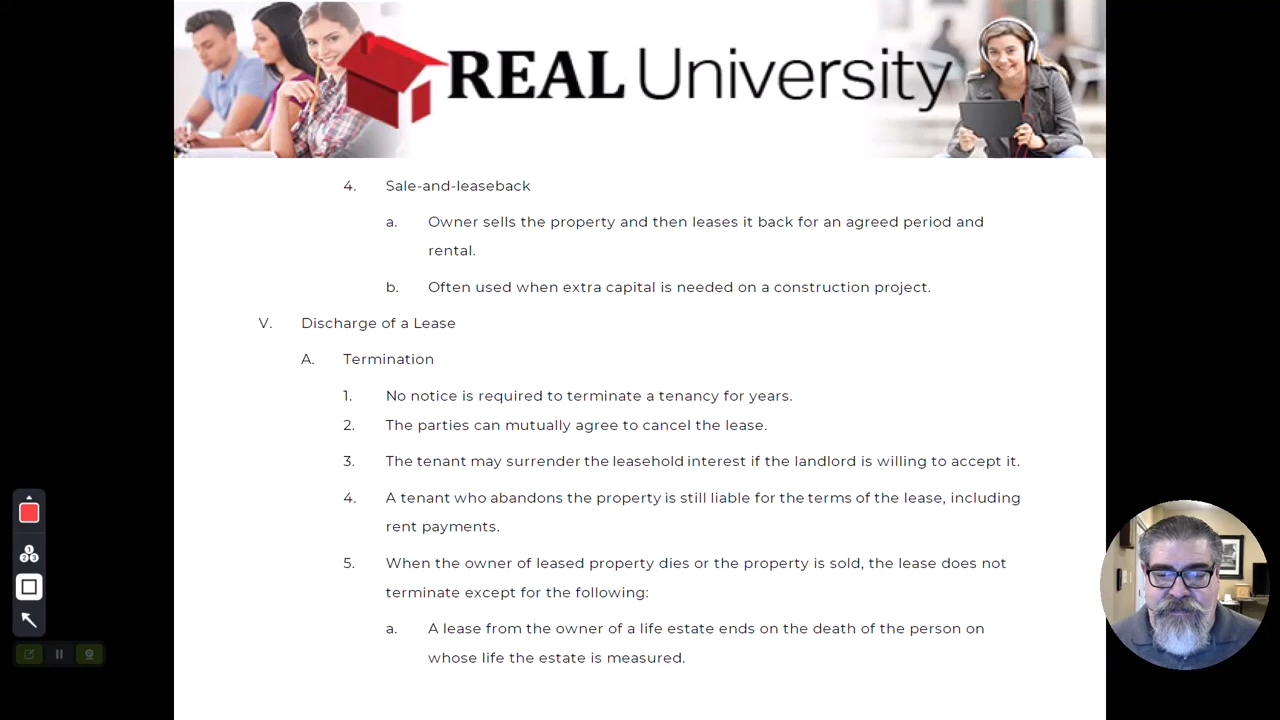 REAL University
4. Sale-and-leaseback
a. Owner sells the property and then leases it back for an agreed period and
rental.
b. Often used when extra capital is needed on a construction project.
V. Discharge of a Lease
A. Termination
1. No notice is required to terminate a tenancy for years.
2. The parties can mutually agree to cancel the lease.
3. The tenant may surrender the leasehold interest if the landlord is willing to accept it.
4. A tenant who abandons the property is still liable for the terms of the lease, including
rent payments.
5. When the owner of leased property dies or the property is sold, the lease does not
terminate except for the following:
a. A lease from the owner of a life estate ends on the death of the person on
whose life the estate is measured.